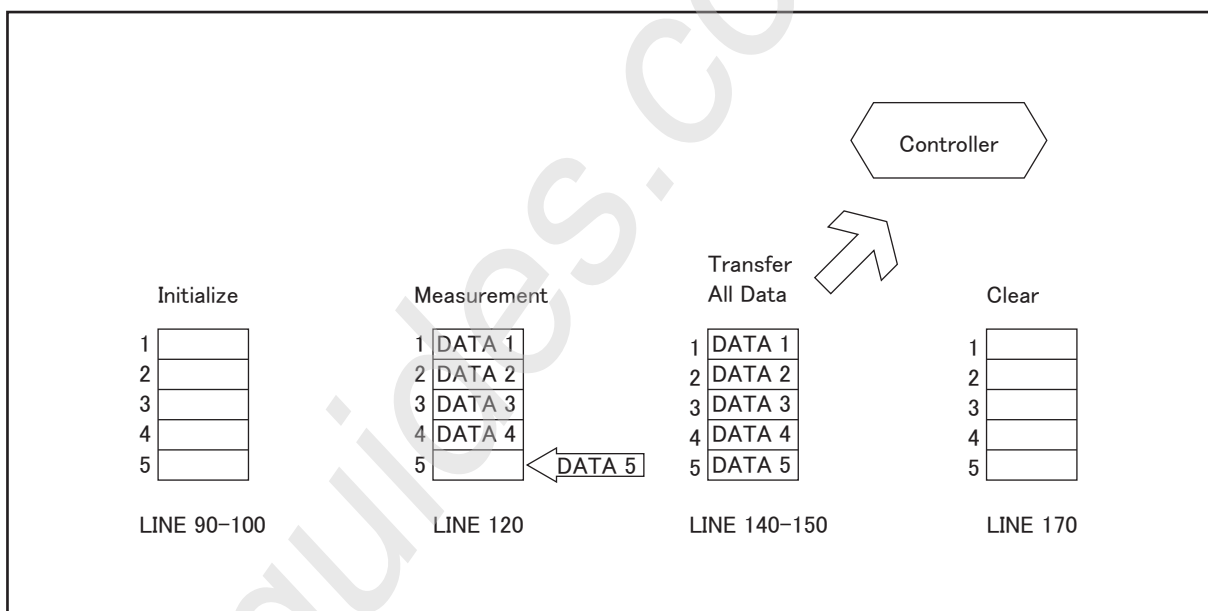 Controller
Transfer
All Data
Initialize
Measurement
Clear
1
2
3
4
5
1 DATA 1
2 DATA 2
3 DATA 3
4 DATA 4
5
DATA 5
1 DATA 1
2 DATA 2
3 DATA 3
4 DATA 4
5 DATA 5
1
2
3
4
5
LINE 90-100
LINE 120
LINE 140-150
LINE 170
uides.co